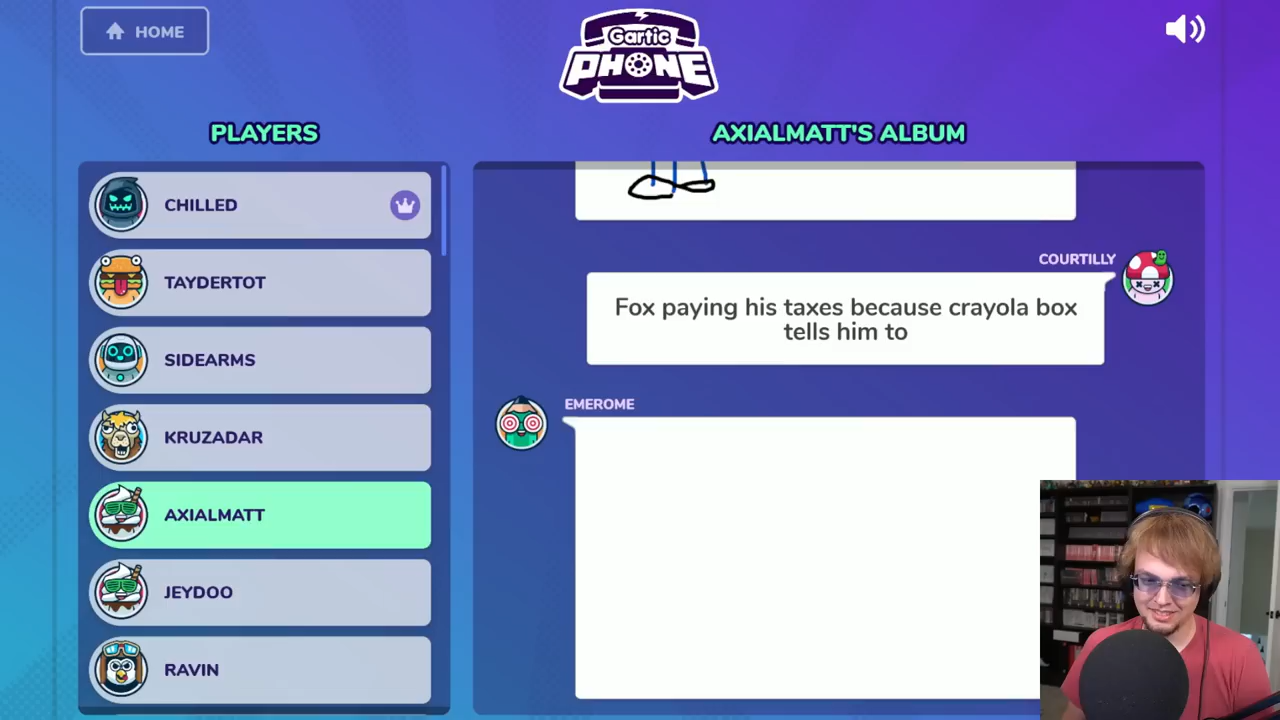 HOME
Gartic
PHONE
PLAYERS
CHILLED
TAYDERTOT
SIDEARMS
KRUZADAR
AXIALMATT
JEYDOO
RAVIN
AXIALMATT'S ALBUM
COURTILLY
Fox paying his taxes because crayola box
tells him to
EMEROME